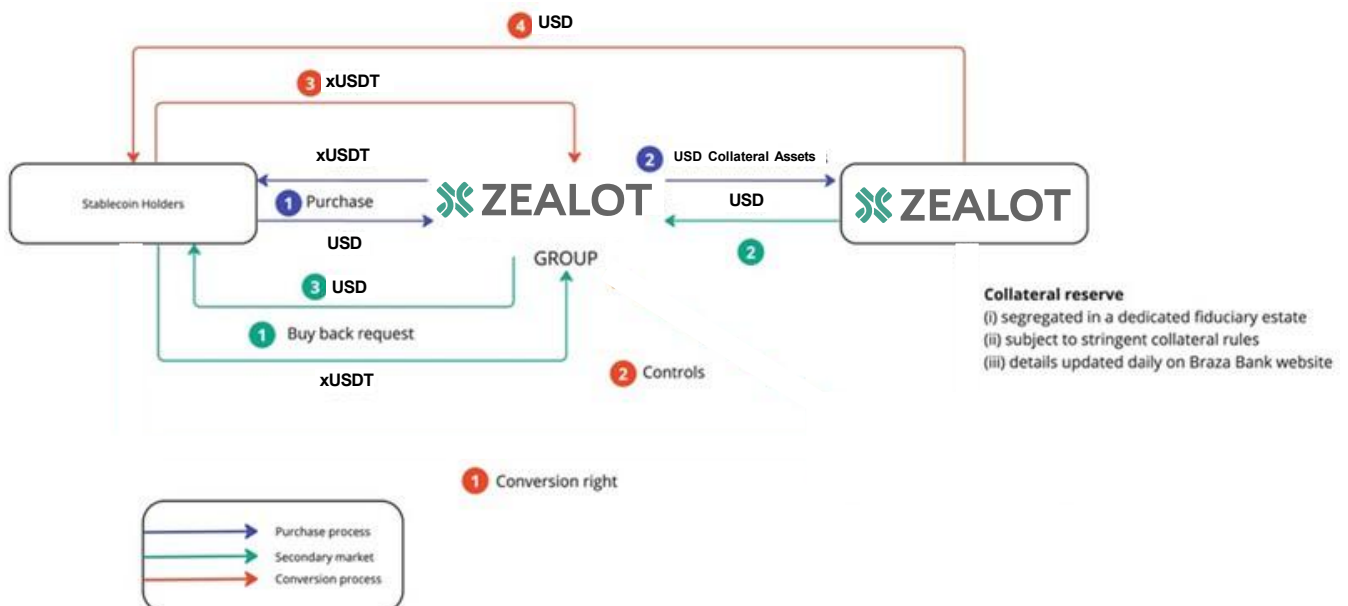 4 USD
3 xUSDT
xUSDT
2 USD Collateral Assets
Stablecoin Holders
1 Purchase
ZEALOT
USD
ZEALOT
USD
2
GROUP
3 USD
1 Buy back request
xUSDT
2 Controls
Collateral reserve
(i) segregated in a dedicated fiduciary estate
(ii) subject to stringent collateral rules
(iii) details updated daily on Braza Bank website
1 Conversion right
Purchase process
Secondary market
Conversion process